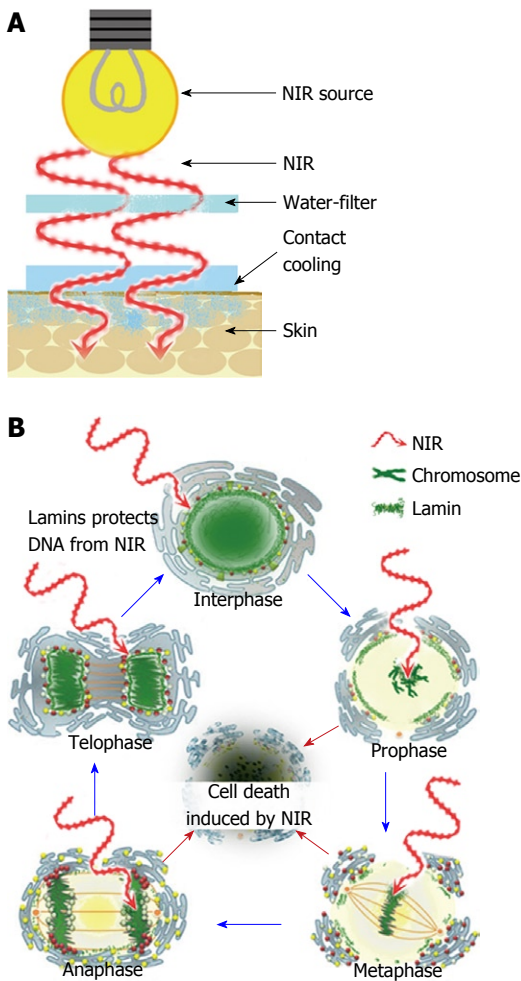 A
NIR source
NIR
Water-filter
Contact
cooling
Skin
B
NIR
Chromosome
Lamin
Lamins protects
DNA from NIR
Interphase
Telophase
Prophase
Cell death
induced by NIR
Anaphase
Metaphase